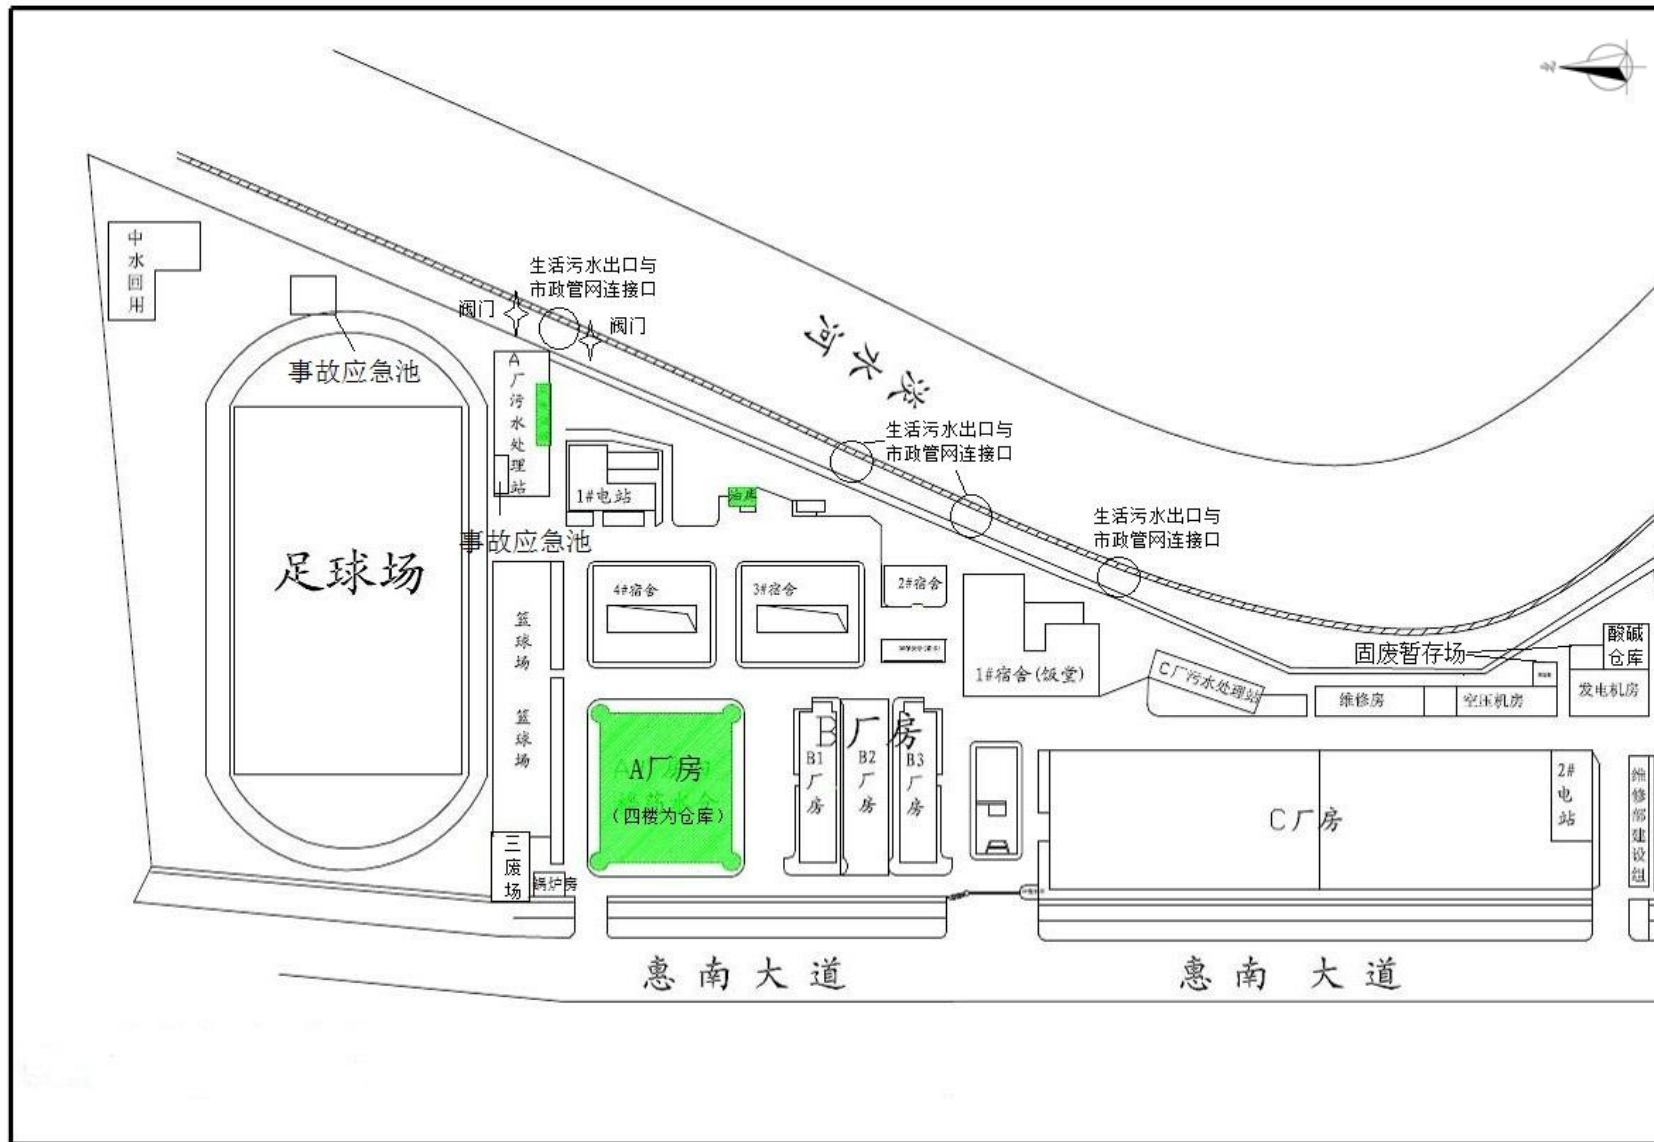 北
中水回用
生活污水出口与
市政管网连接口
阀门
阀门
事故应急池
A厂污水处理站
淡水河
生活污水出口与
市政管网连接口
1#电站
油库
事故应急池
生活污水出口与
市政管网连接口
足球场
篮球场
4#宿舍
3#宿舍
2#宿舍
1#宿舍(饭堂)
C厂污水处理站
固废暂存场
酸碱
仓库
维修房
空压机房
发电机房
篮球场
A厂房
(四楼为仓库)
B厂房
B1厂房
B2厂房
B3厂房
C厂房
2#电站
维修部建设组
三废场
锅炉房
惠南大道
惠南大道